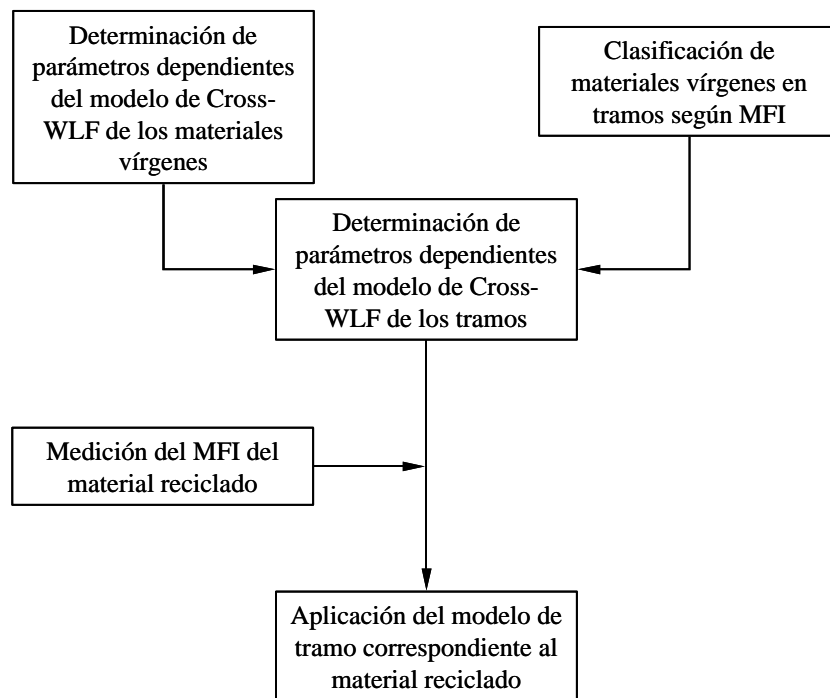 Determinación de
parámetros dependientes
del modelo de Cross-
WLF de los materiales
vírgenes
Clasificación de
materiales vírgenes en
tramos según MFI
Determinación de
parámetros dependientes
del modelo de Cross-
WLF de los tramos
Medición del MFI del
material reciclado
Aplicación del modelo de
tramo correspondiente al
material reciclado